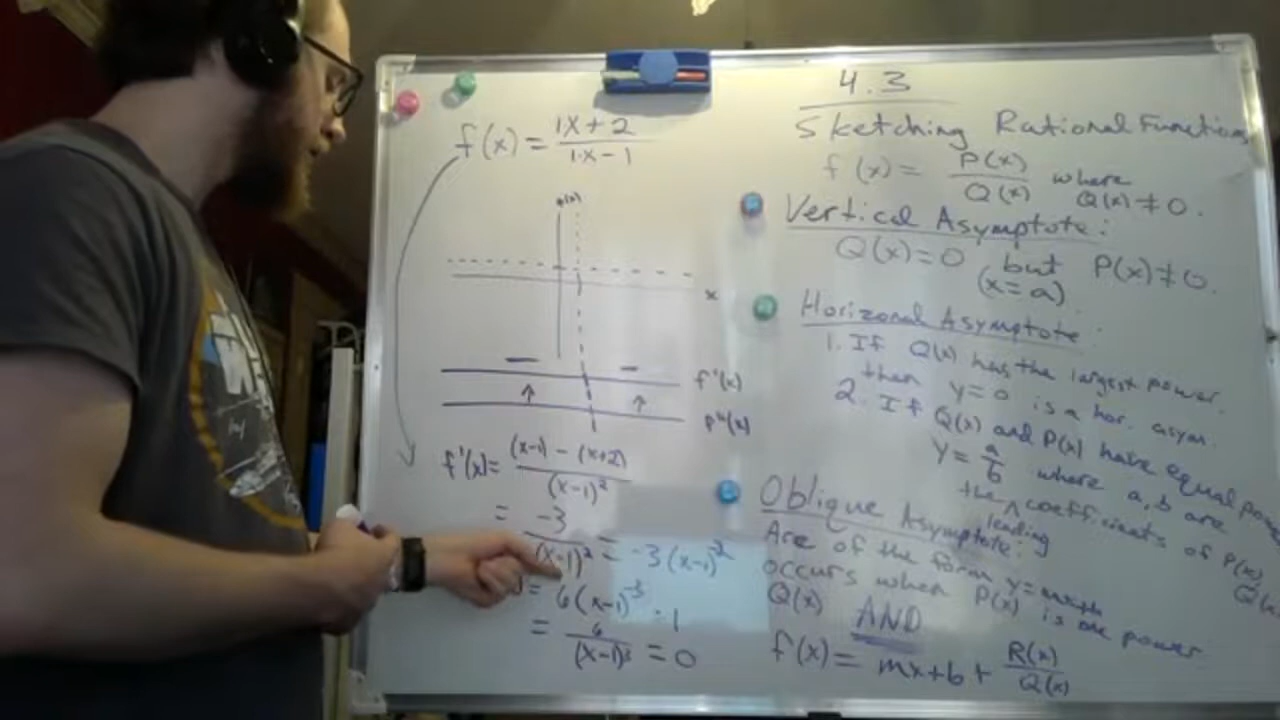 f(x) = 1x + 2 / 1x - 1
x
f'(x)
f''(x)
f'(x) = (x-1) - (x+2) / (x-1)²
= -3 / (x-1)² = -3(x-1)⁻²
= 6(x-1)⁻³ · 1
= 6 / (x-1)³ = 0
4.3
Sketching Rational Functions
f(x) = P(x) / Q(x) where Q(x) ≠ 0.
Vertical Asymptote:
Q(x) = 0 but P(x) ≠ 0.
(x = a)
Horizonal Asymptote:
1. If Q(x) has the largest power.
then y = 0 is a hor. asym.
2. If Q(x) and P(x) have equal power
y = a/b where a, b are
the leading coefficients of P(x),
Oblique Asymptote:
Are of the form y = mx+b
occurs when P(x) is one power
Q(x) AND
f(x) = mx+b + R(x) / Q(x)